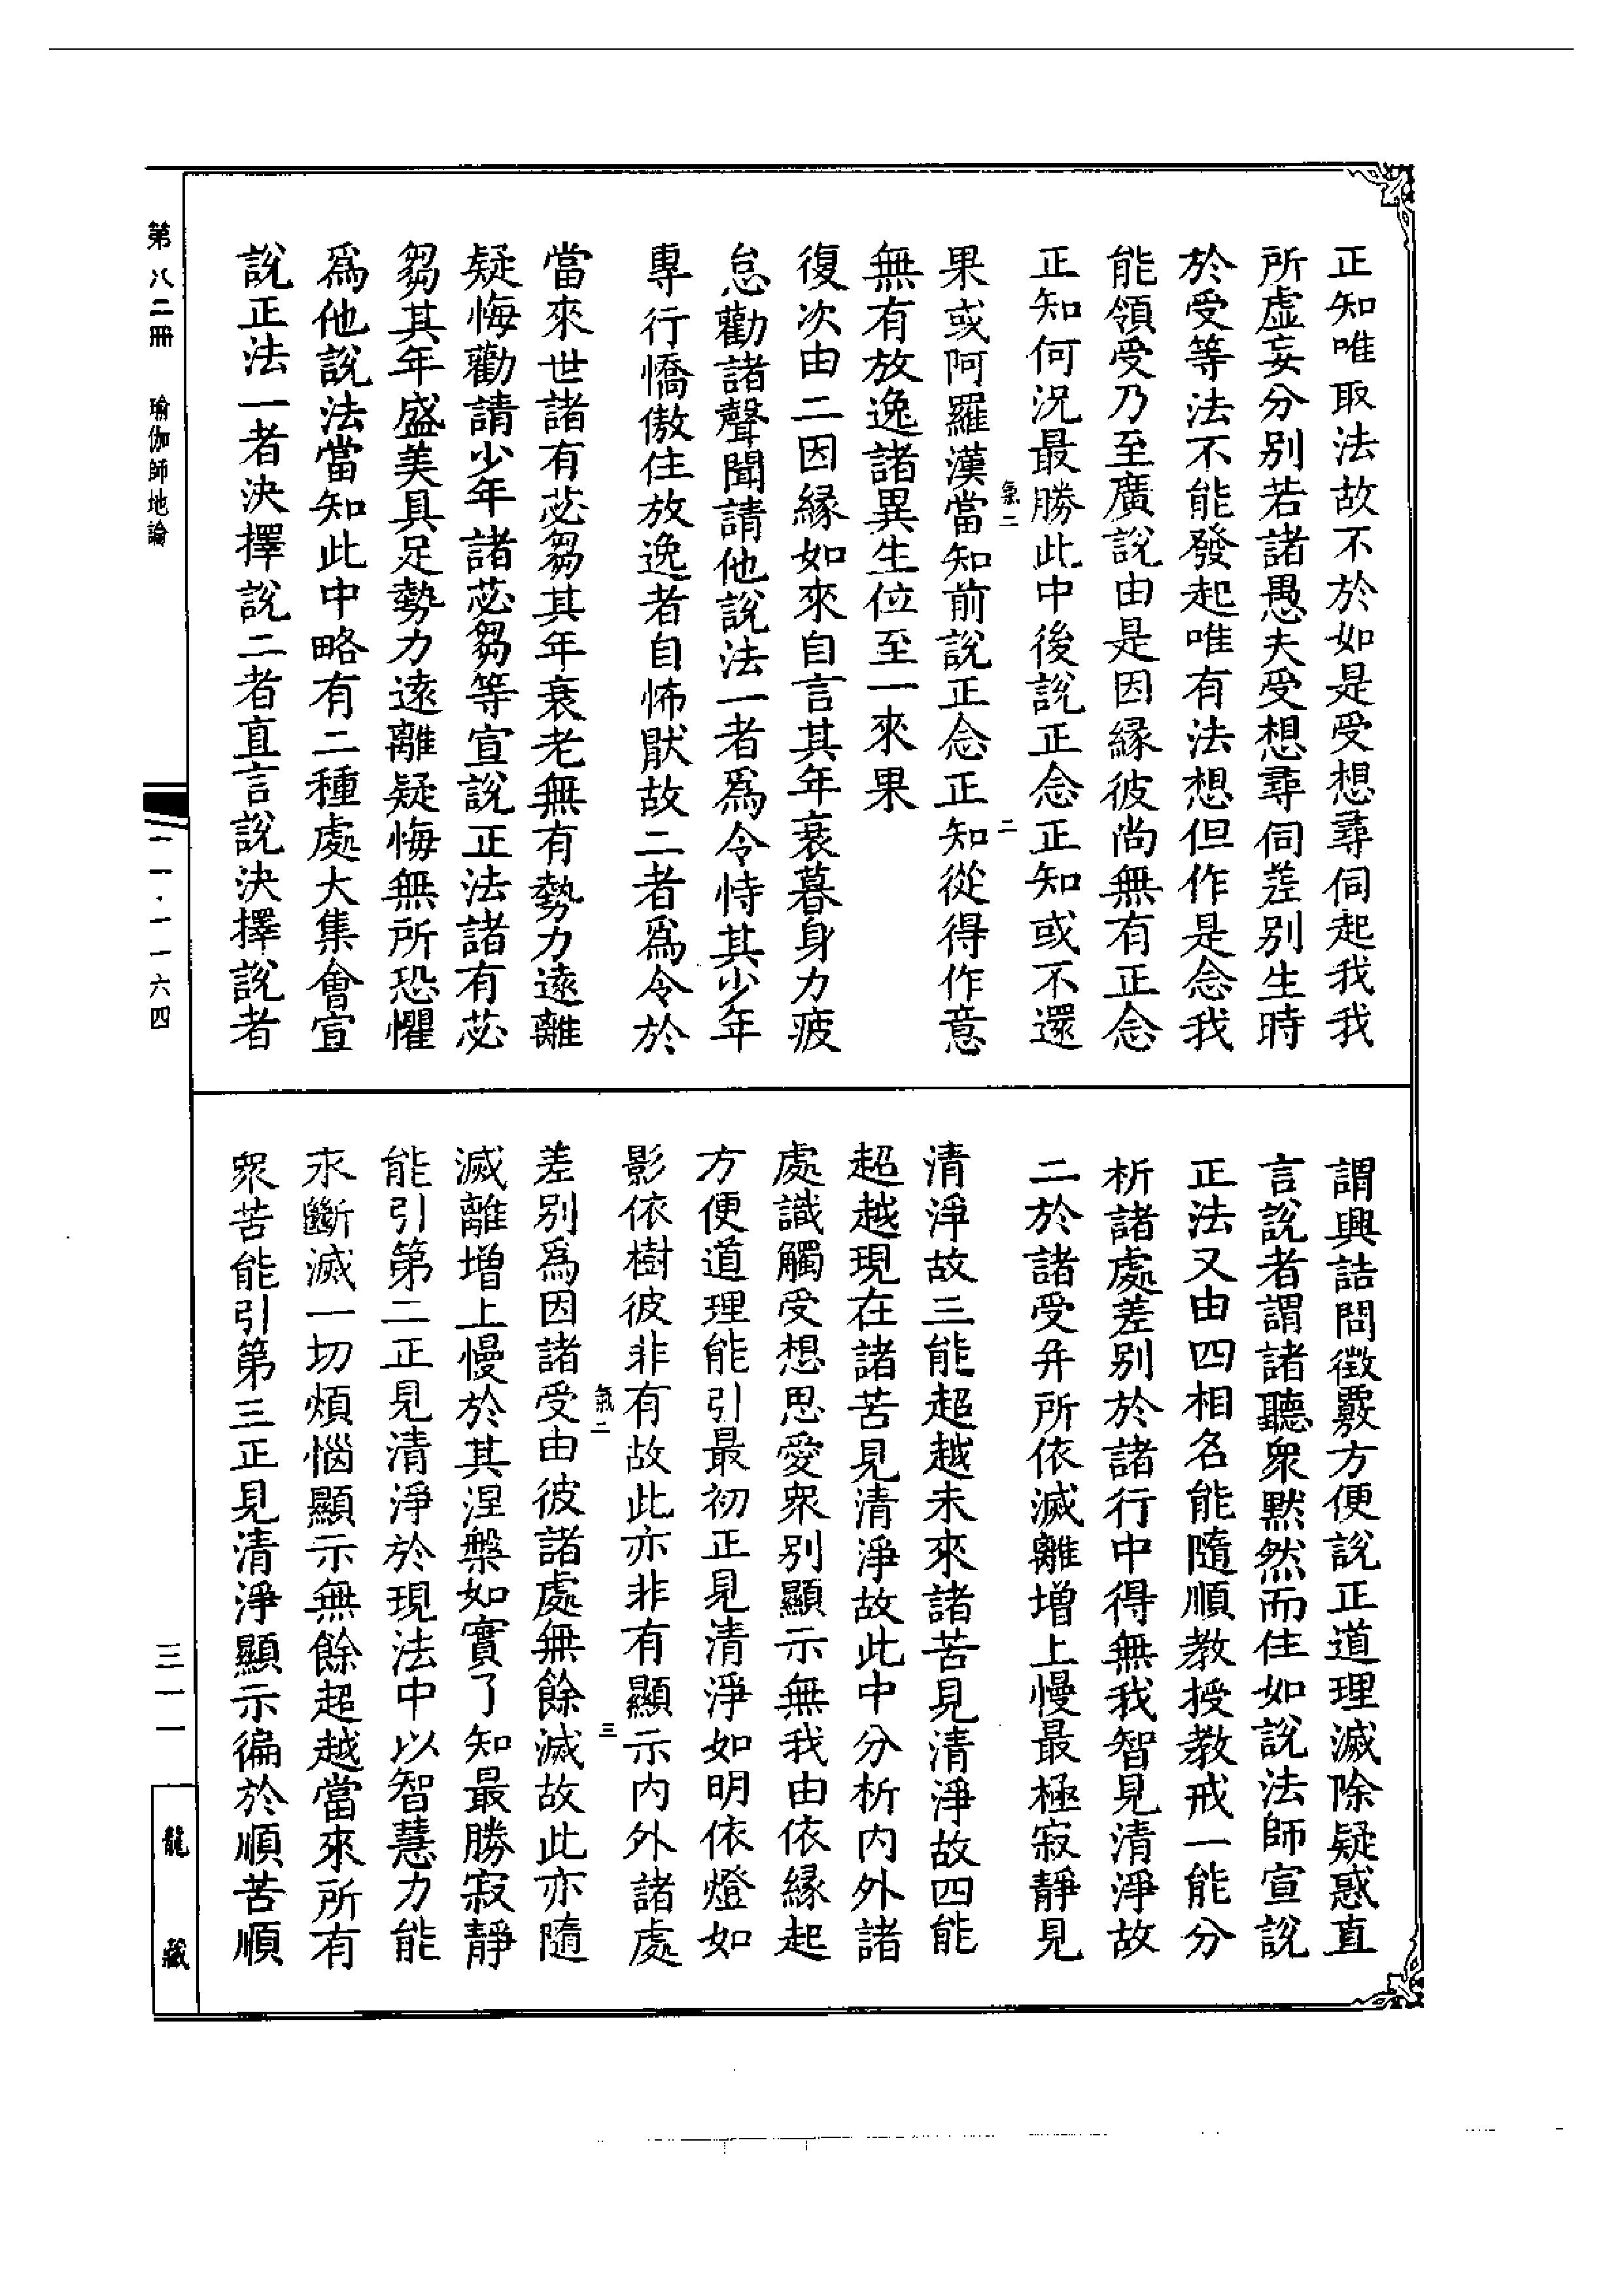 正知唯取法故不於如是受想尋伺起我我
所虛妄分別若諸愚夫受想尋伺差別生時
於受等法不能發起唯有法想但作是念我
能領受乃至廣說由是因緣彼尚無有正念
正知何況最勝此中後說正念正知或不還
氣二
二
果或阿羅漢當知前說正念正知從得作意
無有放逸諸異生位至一來果
復次由二因緣如來自言其年衰暮身力疲
怠勸諸聲聞請他說法一者爲令恃其少年
專行憍傲住放逸者自怖猒故二者爲令於
當來世諸有苾芻其年衰老無有勢力遠離
疑悔勸請少年諸苾芻等宣說正法諸有苾
芻其年盛美具足勢力遠離疑悔無所恐懼
爲他說法當知此中略有二種處大集會宣
說正法一者決擇說二者直言說決擇說者
謂興詰問徵覈方便說正道理滅除疑惑直
言說者謂諸聽衆默然而住如說法師宣說
正法又由四相名能隨順教授教戒一能分
析諸處差別於諸行中得無我智見清淨故
二於諸受幷所依滅離增上慢最極寂靜見
清淨故三能超越未來諸苦見清淨故四能
超越現在諸苦見清淨故此中分析內外諸
處識觸受想思愛衆別顯示無我由依緣起
方便道理能引最初正見清淨如明依燈如
影依樹彼非有故此亦非有顯示內外諸處
氣二
三
差別爲因諸受由彼諸處無餘滅故此亦隨
滅離增上慢於其涅槃如實了知最勝寂靜
能引第二正見清淨於現法中以智慧力能
永斷滅一切煩惱顯示無餘超越當來所有
衆苦能引第三正見清淨顯示徧於順苦順
第八二冊 瑜伽師地論
一一·一一六四
三一一
龍藏